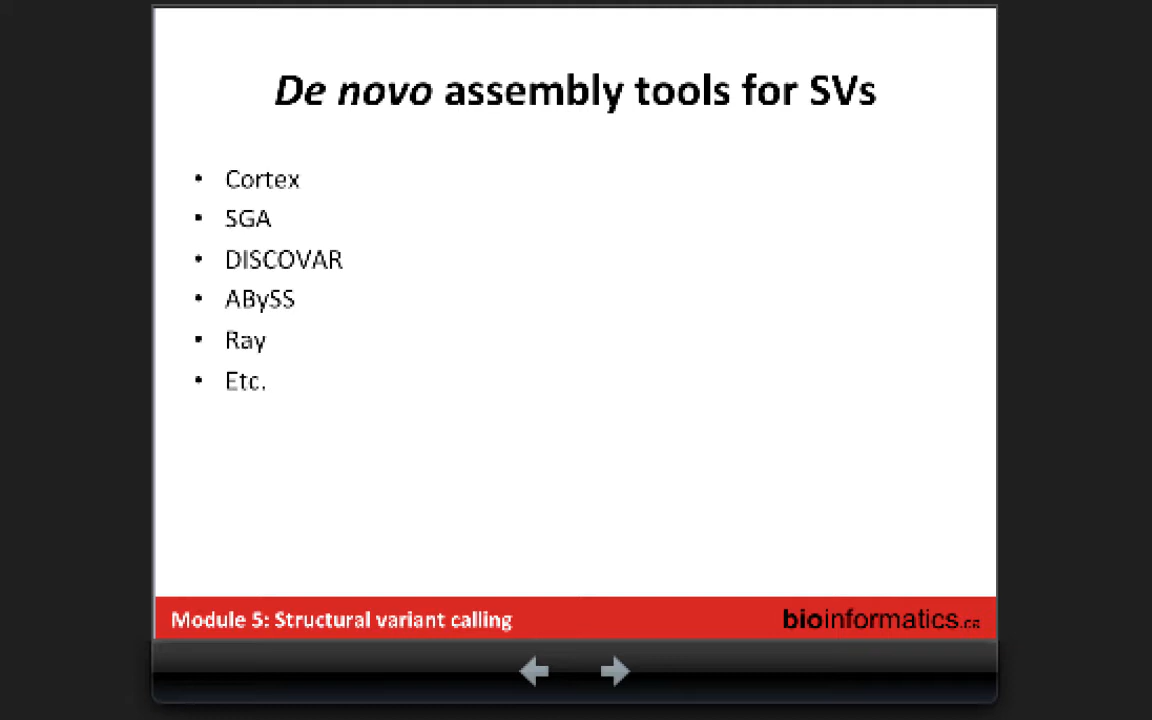 De novo assembly tools for SVs
• Cortex
• SGA
• DISCOVAR
• ABySS
• Ray
• Etc.
Module 5: Structural variant calling
bioinformatics.ca